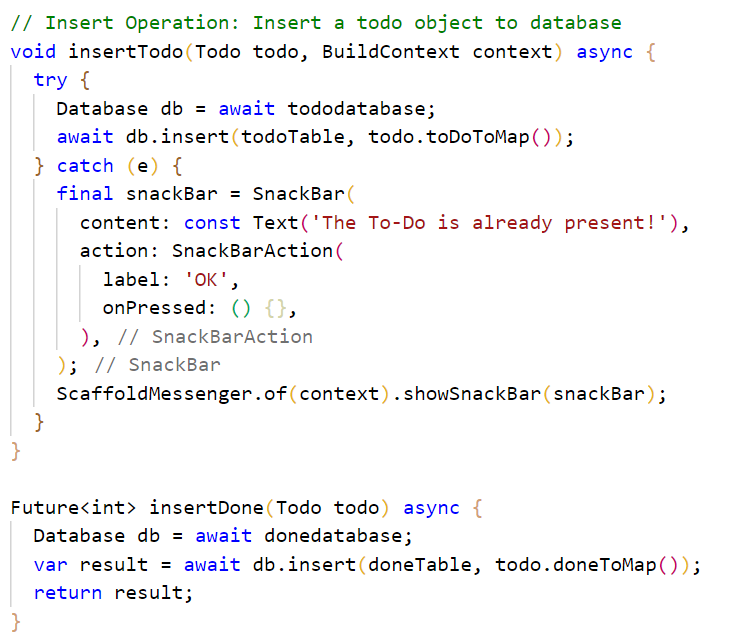 // Insert Operation: Insert a todo object to database
void insertTodo(Todo todo, BuildContext context) async {
  try {
    Database db = await tododatabase;
    await db.insert(todoTable, todo.toDoToMap());
  } catch (e) {
    final snackBar = SnackBar(
      content: const Text('The To-Do is already present!'),
      action: SnackBarAction(
        label: 'OK',
        onPressed: () {},
      ), // SnackBarAction
    ); // SnackBar
    ScaffoldMessenger.of(context).showSnackBar(snackBar);
  }
}

Future<int> insertDone(Todo todo) async {
  Database db = await donedatabase;
  var result = await db.insert(doneTable, todo.doneToMap());
  return result;
}